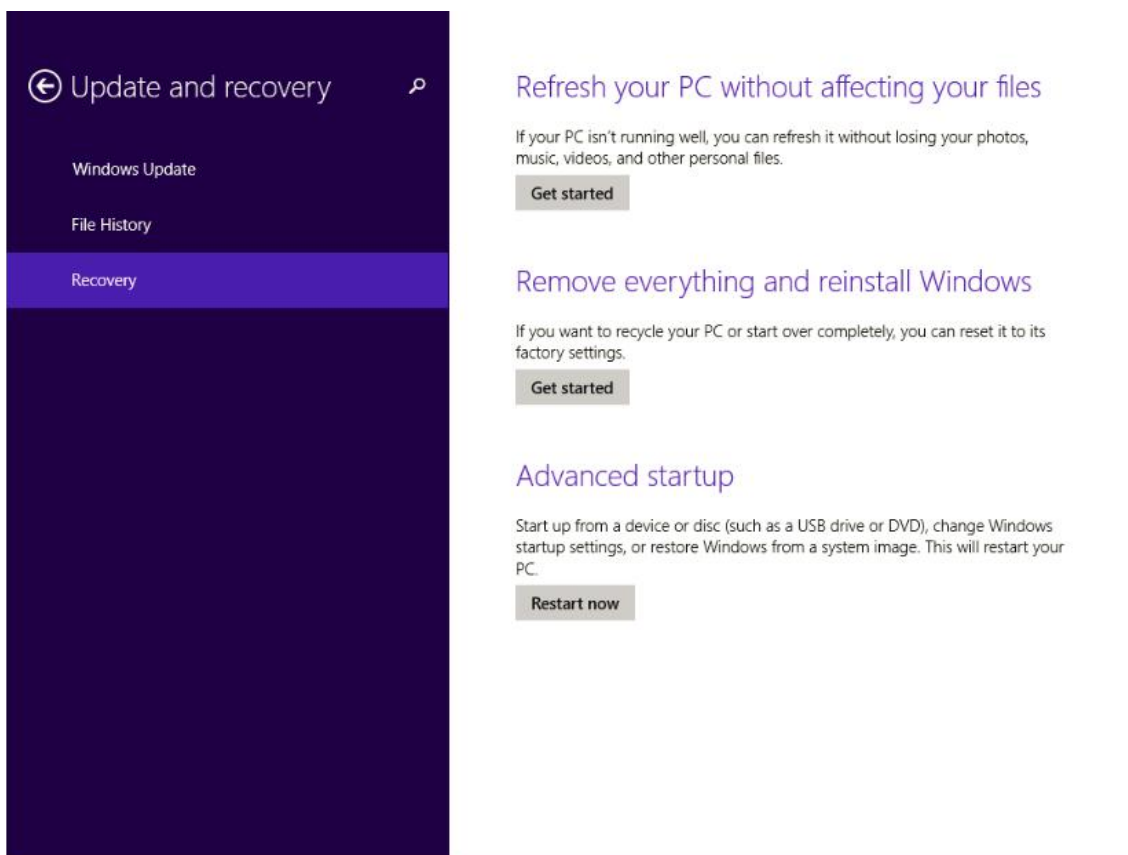 Update and recovery
Windows Update
File History
Recovery
Refresh your PC without affecting your files
If your PC isn't running well, you can refresh it without losing your photos,
music, videos, and other personal files.
Get started
Remove everything and reinstall Windows
If you want to recycle your PC or start over completely, you can reset it to its
factory settings.
Get started
Advanced startup
Start up from a device or disc (such as a USB drive or DVD), change Windows
startup settings, or restore Windows from a system image. This will restart your
PC.
Restart now